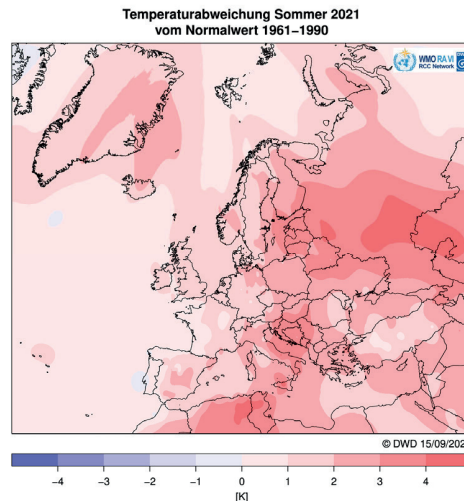 Temperaturabweichung Sommer 2021
vom Normalwert 1961−1990
WMO RA VI
RCC Network
© DWD 15/09/202
−4 −3 −2 −1 0 1 2 3 4
[K]